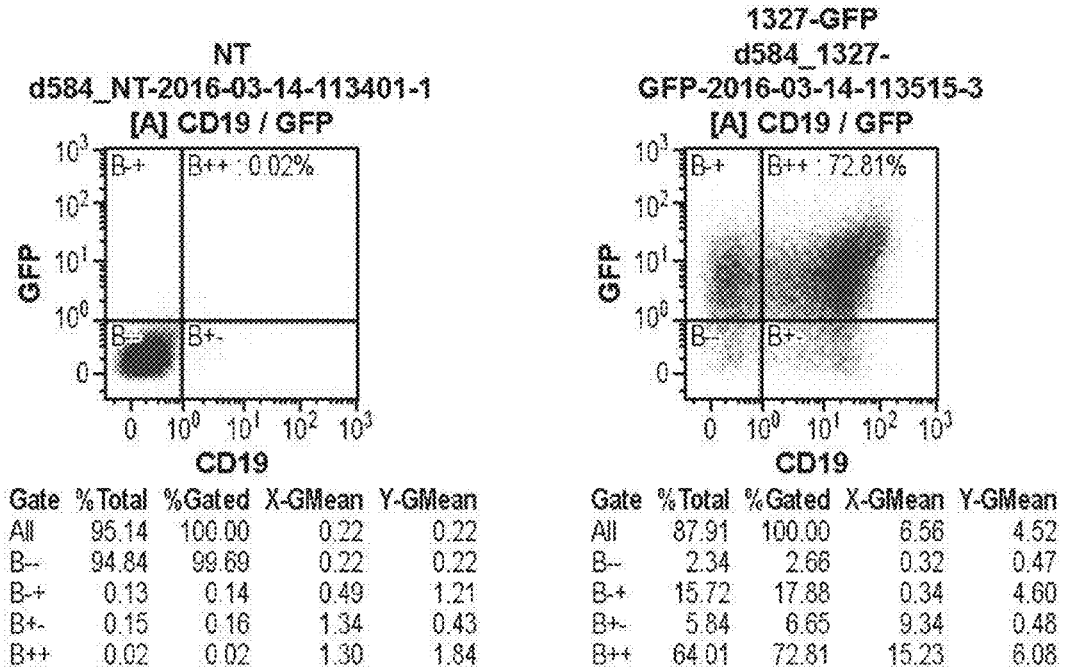 NT
d584_NT-2016-03-14-113401-1
[A] CD19 / GFP
10³
10²
10¹
10⁰
0
GFP
B-+
B++ : 0.02%
B--
B+-
0
10⁰
10¹
10²
10³
CD19
Gate %Total %Gated X-GMean Y-GMean
All 95.14 100.00 0.22 0.22
B-- 94.84 99.69 0.22 0.22
B-+ 0.13 0.14 0.49 1.21
B+- 0.15 0.16 1.34 0.43
B++ 0.02 0.02 1.30 1.84
1327-GFP
d584_1327-
GFP-2016-03-14-113515-3
[A] CD19 / GFP
10³
10²
10¹
10⁰
0
GFP
B-+
B++ : 72.81%
B--
B+-
0
10⁰
10¹
10²
10³
CD19
Gate %Total %Gated X-GMean Y-GMean
All 87.91 100.00 6.56 4.52
B-- 2.34 2.66 0.32 0.47
B-+ 15.72 17.88 0.34 4.60
B+- 5.84 6.65 9.34 0.48
B++ 64.01 72.81 15.23 6.08